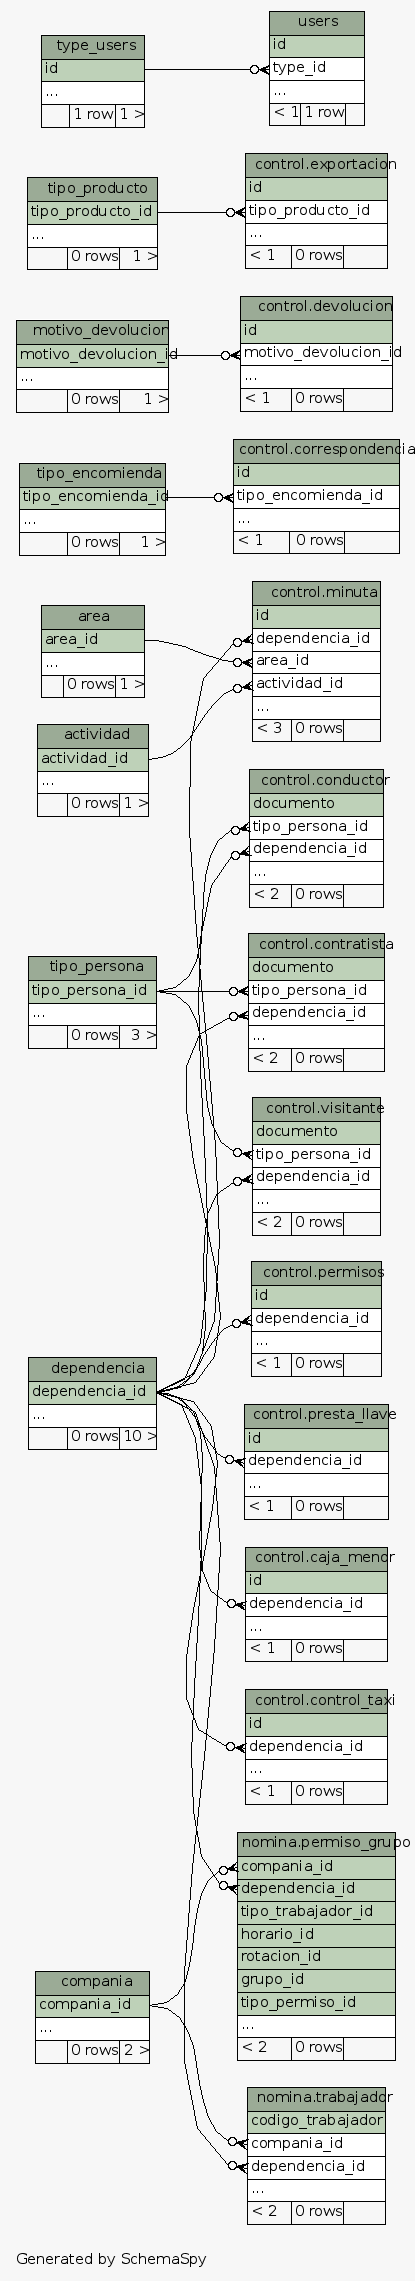 type_users
id
...
1 row 1 >
users
id
type_id
...
< 1 1 row
tipo_producto
tipo_producto_id
...
0 rows 1 >
control.exportacion
id
tipo_producto_id
...
< 1 0 rows
motivo_devolucion
motivo_devolucion_id
...
0 rows 1 >
control.devolucion
id
motivo_devolucion_id
...
< 1 0 rows
tipo_encomienda
tipo_encomienda_id
...
0 rows 1 >
control.correspondencia
id
tipo_encomienda_id
...
< 1 0 rows
area
area_id
...
0 rows 1 >
control.minuta
id
dependencia_id
area_id
actividad_id
...
< 3 0 rows
actividad
actividad_id
...
0 rows 1 >
control.conductor
documento
tipo_persona_id
dependencia_id
...
< 2 0 rows
tipo_persona
tipo_persona_id
...
0 rows 3 >
control.contratista
documento
tipo_persona_id
dependencia_id
...
< 2 0 rows
control.visitante
documento
tipo_persona_id
dependencia_id
...
< 2 0 rows
control.permisos
id
dependencia_id
...
< 1 0 rows
dependencia
dependencia_id
...
0 rows 10 >
control.presta_llave
id
dependencia_id
...
< 1 0 rows
control.caja_menor
id
dependencia_id
...
< 1 0 rows
control.control_taxi
id
dependencia_id
...
< 1 0 rows
nomina.permiso_grupo
compania_id
dependencia_id
tipo_trabajador_id
horario_id
rotacion_id
grupo_id
tipo_permiso_id
...
< 2 0 rows
compania
compania_id
...
0 rows 2 >
nomina.trabajador
codigo_trabajador
compania_id
dependencia_id
...
< 2 0 rows
Generated by SchemaSpy